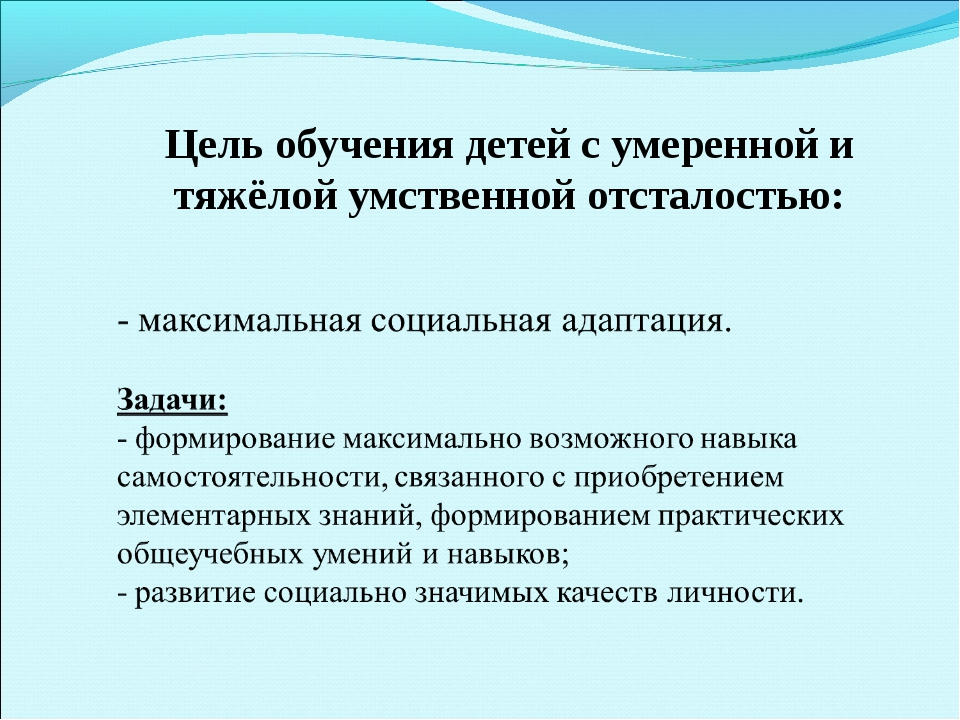 Цель обучения детей с умеренной и
тяжёлой умственной отсталостью:
- максимальная социальная адаптация.
Задачи:
- формирование максимально возможного навыка
самостоятельности, связанного с приобретением
элементарных знаний, формированием практических
общеучебных умений и навыков;
- развитие социально значимых качеств личности.